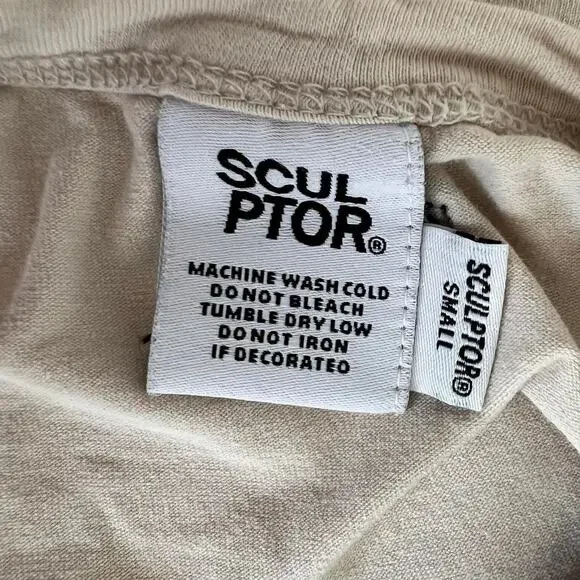 SCUL
PTOR®
MACHINE WASH COLD
DO NOT BLEACH
TUMBLE DRY LOW
DO NOT IRON
IF DECORATED
SCULPTOR®
SMALL